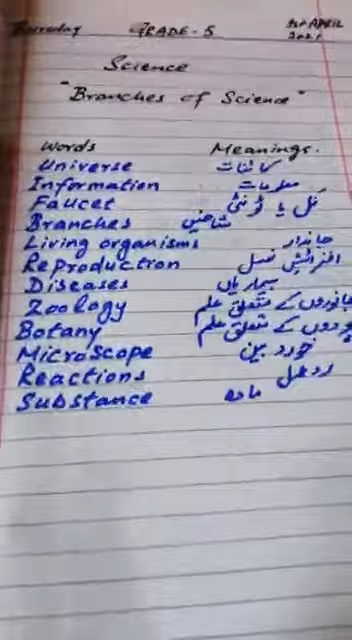 Thursday GRADE-5 1st APRIL
2021
Science
"Branches of Science"
Words Meanings.
Universe کائنات
Information معلومات
Faucet نل یا ٹونٹی
Branches شاخیں
Living organisms جاندار
Reproduction افزائش نسل
Diseases بیماریاں
Zoology جانوروں کے متعلق علم
Botany پودوں کے متعلق علم
MicroScope خورد بین
Reactions ردعمل
Substance مادہ